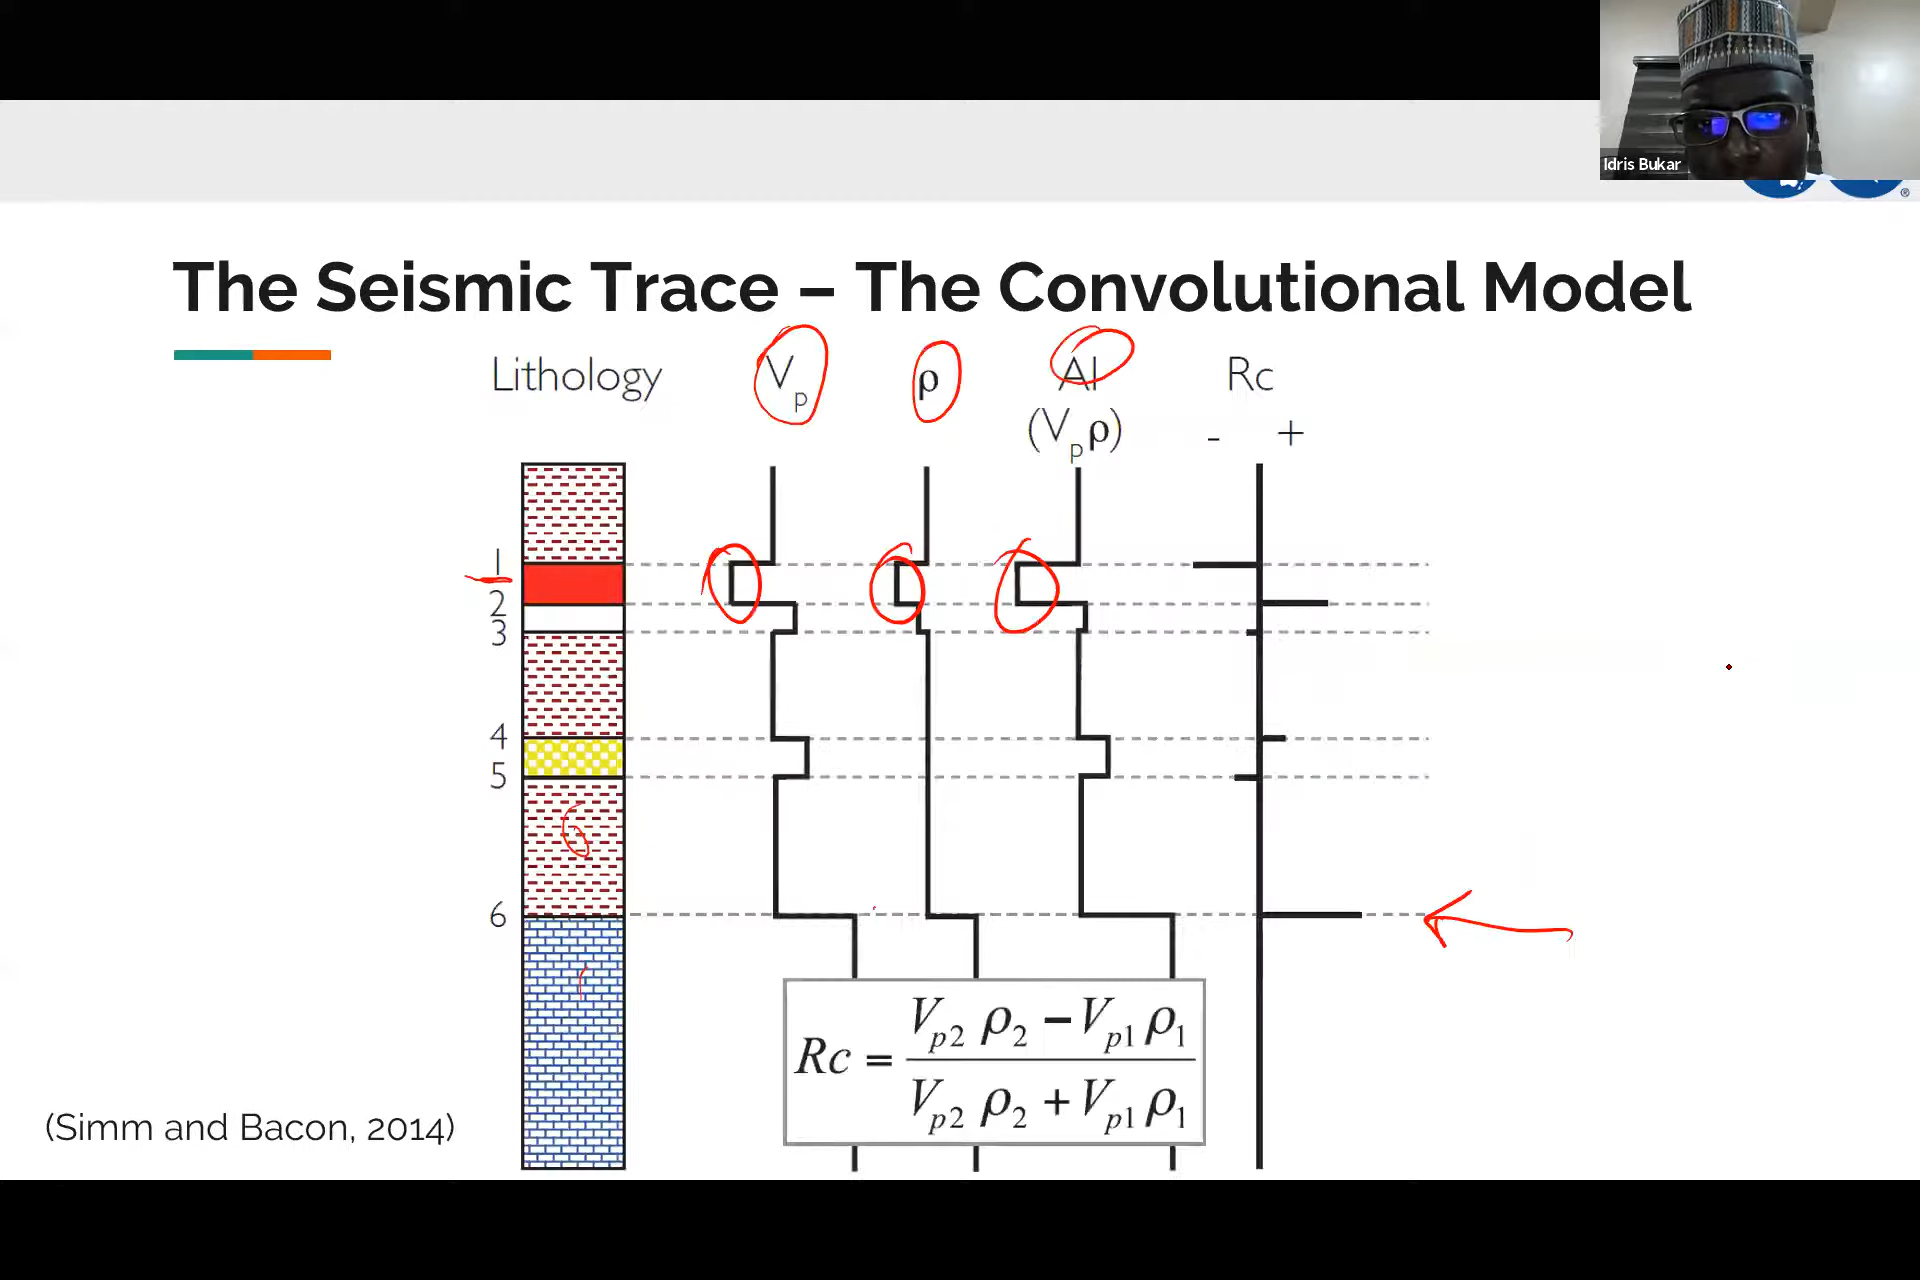 Idris Bukar
®
The Seismic Trace – The Convolutional Model
Lithology Vp ρ AI Rc
(Vpρ) - +
1
2
3
4
5
6
Rc = Vp2 ρ2 − Vp1 ρ1
Vp2 ρ2 + Vp1 ρ1
(Simm and Bacon, 2014)